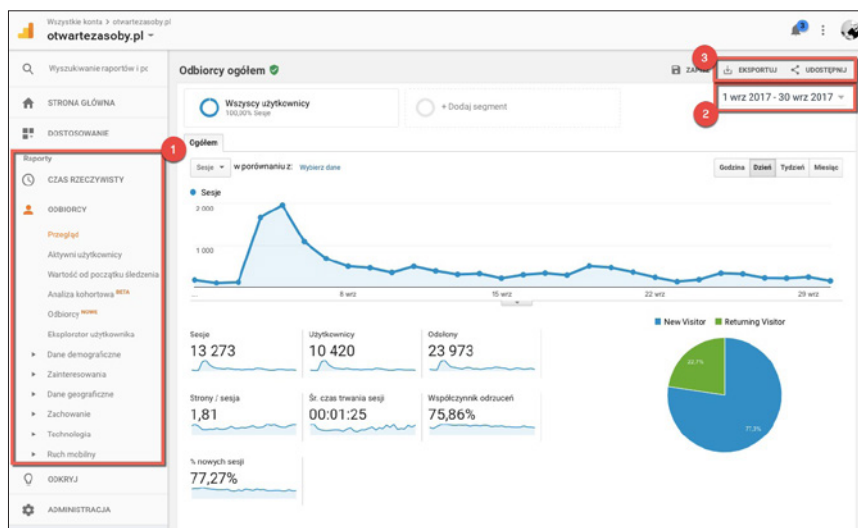 Wszystkie konta > otwartezasoby.pl
otwartezasoby.pl
3
Wyszukiwanie raportów i po
STRONA GŁÓWNA
DOSTOSOWANIE
Raporty
CZAS RZECZYWISTY
ODBIORCY
Przegląd
Aktywni użytkownicy
Wartość od początku śledzenia
Analiza kohortowa BETA
Odbiorcy NOWE
Eksplorator użytkownika
Dane demograficzne
Zainteresowania
Dane geograficzne
Zachowanie
Technologia
Ruch mobilny
ODKRYJ
ADMINISTRACJA
1
Odbiorcy ogółem
3
EKSPORTUJ
UDOSTĘPNIJ
1 wrz 2017 - 30 wrz 2017
2
Wszyscy użytkownicy
100,00% Sesje
+ Dodaj segment
Ogółem
Sesje w porównaniu z: Wybierz dane
Godzina Dzień Tydzień Miesiąc
Sesje
2 000
1 000
... 8 wrz 15 wrz 22 wrz 29 wrz
New Visitor Returning Visitor
22,7%
77,3%
Sesje Użytkownicy Odsłony
13 273 10 420 23 973
Strony / sesja Śr. czas trwania sesji Współczynnik odrzuceń
1,81 00:01:25 75,86%
% nowych sesji
77,27%